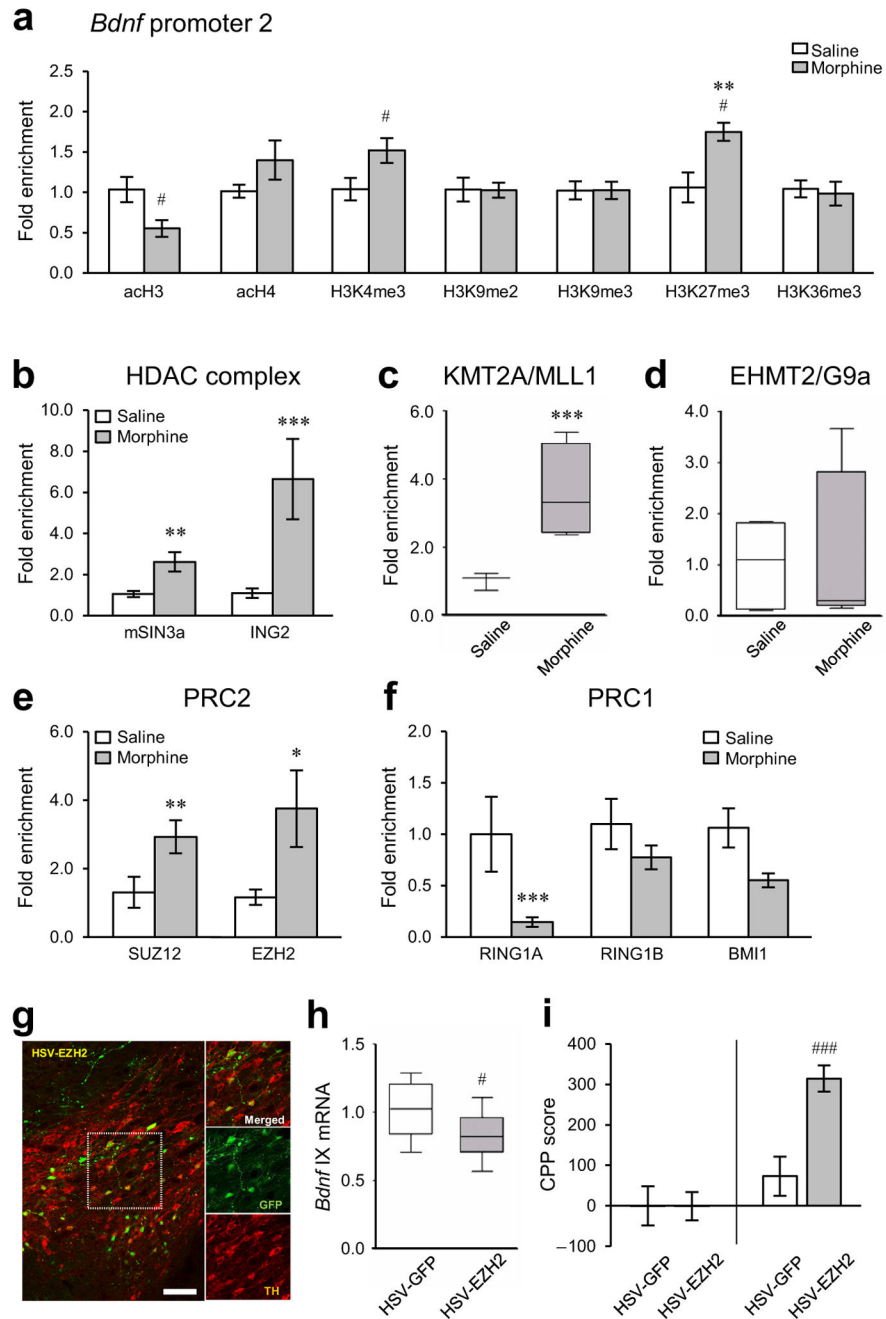 a Bdnf promoter 2
Saline
Morphine
Fold enrichment
2.5
2.0
1.5
1.0
0.5
0.0
#
#
**
#
acH3 acH4 H3K4me3 H3K9me2 H3K9me3 H3K27me3 H3K36me3
b HDAC complex
Saline
Morphine
Fold enrichment
10.0
8.0
6.0
4.0
2.0
0.0
**
***
mSIN3a ING2
c KMT2A/MLL1
Fold enrichment
6.0
4.0
2.0
0.0
***
Saline Morphine
d EHMT2/G9a
Fold enrichment
4.0
3.0
2.0
1.0
0.0
Saline Morphine
e PRC2
Saline
Morphine
Fold enrichment
6.0
4.0
2.0
0.0
**
*
SUZ12 EZH2
f PRC1
Saline
Morphine
Fold enrichment
2.0
1.5
1.0
0.5
0.0
***
RING1A RING1B BMI1
g
HSV-EZH2
Merged
GFP
TH
h
Bdnf IX mRNA
1.5
1.0
0.5
0.0
#
HSV-GFP HSV-EZH2
i
CPP score
400
300
200
100
0
−100
###
HSV-GFP HSV-EZH2 HSV-GFP HSV-EZH2